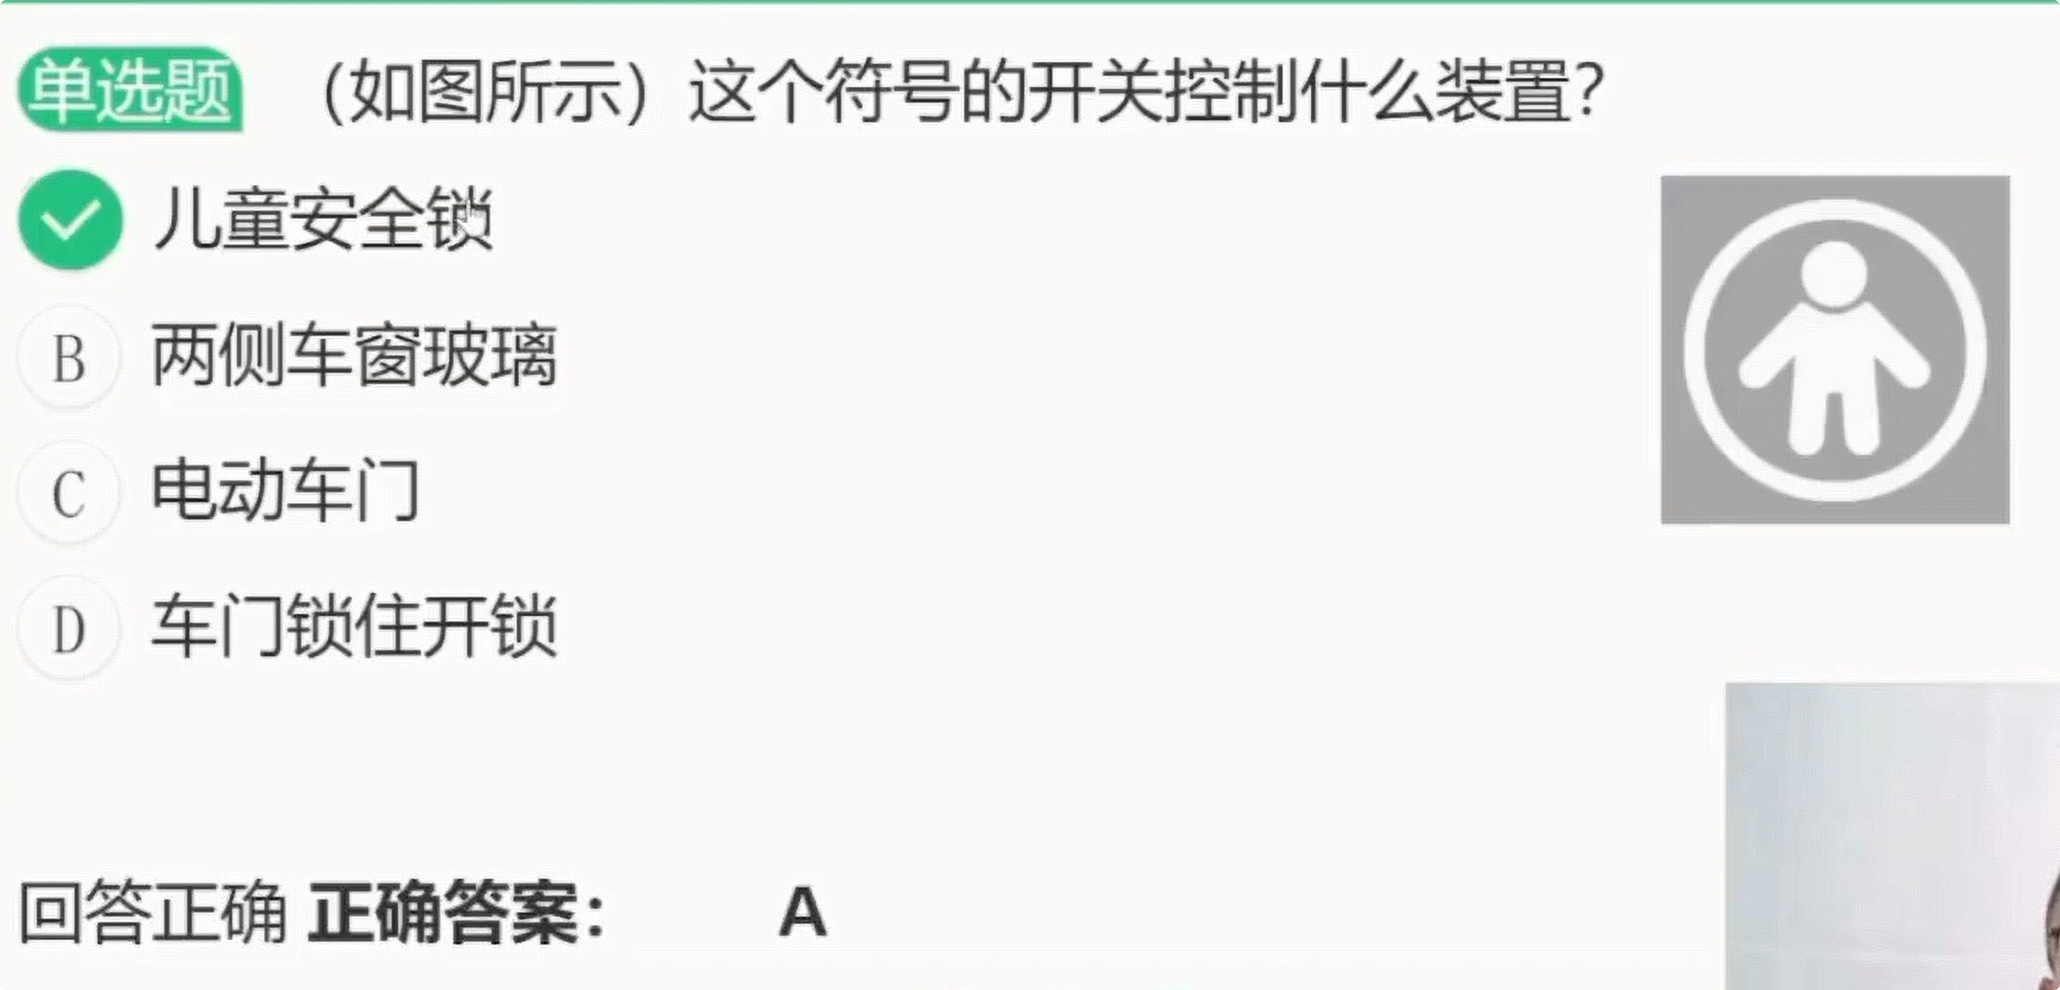 单选题 （如图所示）这个符号的开关控制什么装置？
儿童安全锁
B 两侧车窗玻璃
C 电动车门
D 车门锁住开锁
回答正确 正确答案： A